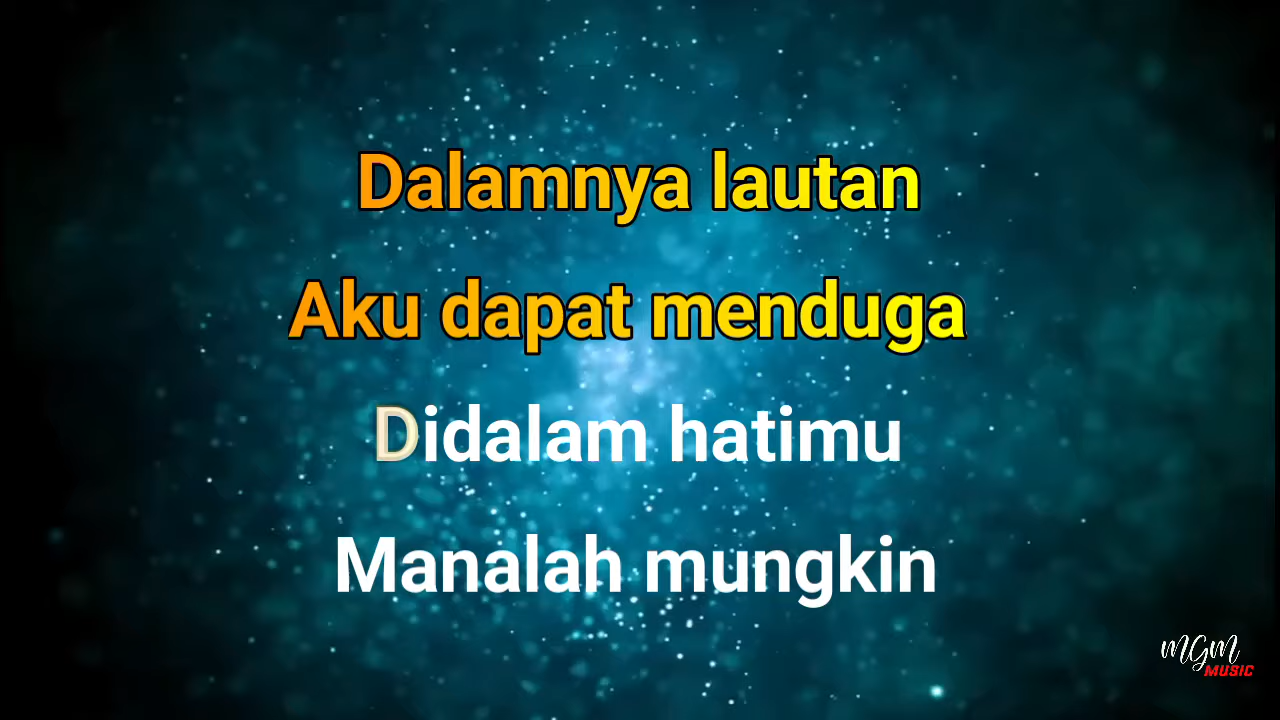 Dalamnya lautan
Aku dapat menduga
Didalam hatimu
Manalah mungkin
MGM
MUSIC